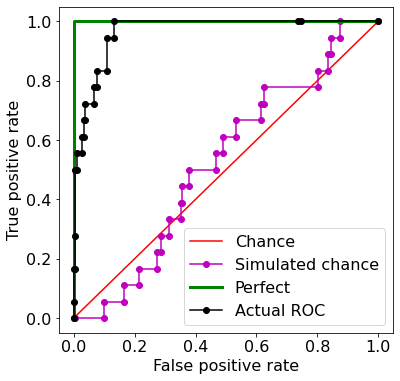 1.0
0.8
0.6
0.4
0.2
0.0
True positive rate
Chance
Simulated chance
Perfect
Actual ROC
0.0 0.2 0.4 0.6 0.8 1.0
False positive rate